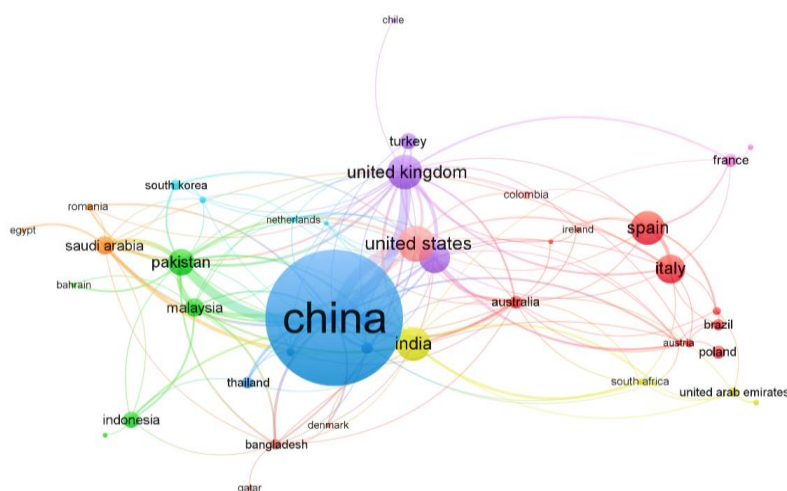 chile
turkey
france
united kingdom
south korea
colombia
romania
netherlands
spain
egypt
ireland
saudi arabia
united states
pakistan
italy
bahrain
malaysia
australia
china
brazil
india
austria
poland
thailand
south africa
united arab emirates
indonesia
denmark
bangladesh
qatar